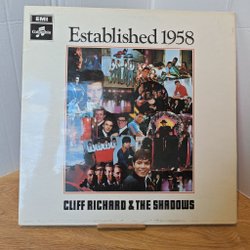 EMI
Columbia
Established 1958
CLIFF RICHARD & THE SHADOWS